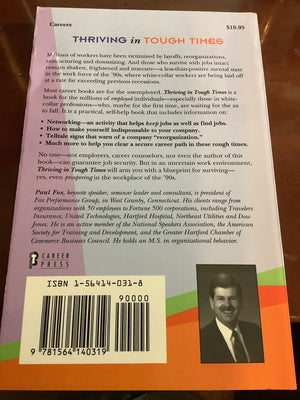 Careers
$10.95
THRIVING in TOUGH TIMES
Millions of workers have been victimized by layoffs, reorganizations,
restructuring and downsizing. And those who survive with jobs intact
remain shaken, frightened and insecure—a less-than-positive mental state
in the work force of the '90s, where white-collar workers are being laid off
at a rate far exceeding previous recessions.
Most career books are for the unemployed. Thriving in Tough Times is a
book for the millions of employed individuals—especially those in white-
collar professions—who, maybe for the first time, are waiting for the ax
to fall. It is a practical, self-help book that includes information on:
• Networking—an activity that helps keep jobs as well as find jobs.
• How to make yourself indispensable to your company.
• Telltale signs that warn of a company "reorganization."
• Much more to help you clear a secure career path in these rough times.
No one—not employers, career counselors, nor even the author of this
book—can guarantee job security. But in an uncertain work environment,
Thriving in Tough Times will arm you with a blueprint for surviving—
yes, even prospering in the workplace of the '90s.
Paul Fox, keynote speaker, seminar leader and consultant, is president of
Fox Performance Group, in West Granby, Connecticut. His clients range from
organizations with 50 employees to Fortune 500 corporations, including Travelers
Insurance, United Technologies, Hartford Hospital, Northeast Utilities and Dow
Jones. He is an active member of the National Speakers Association, the American
Society for Training and Development, and the Greater Hartford Chamber of
Commerce Business Council. He holds an M.S. in organizational behavior.
CAREER
PRESS
ISBN 1-56414-031-8
90000
9 781564 140319